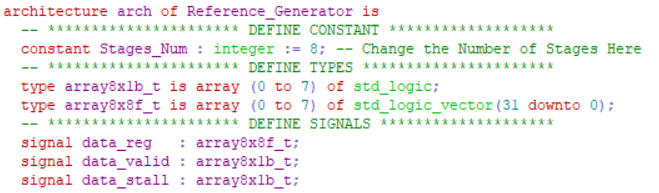 architecture arch of Reference_Generator is
-- ********************** DEFINE CONSTANT *******************
constant Stages_Num : integer := 8; -- Change the Number of Stages Here
-- ********************** DEFINE TYPES **********************
type array8x1b_t is array (0 to 7) of std_logic;
type array8x8f_t is array (0 to 7) of std_logic_vector(31 downto 0);
-- ********************** DEFINE SIGNALS ********************
signal data_reg : array8x8f_t;
signal data_valid : array8x1b_t;
signal data_stall : array8x1b_t;